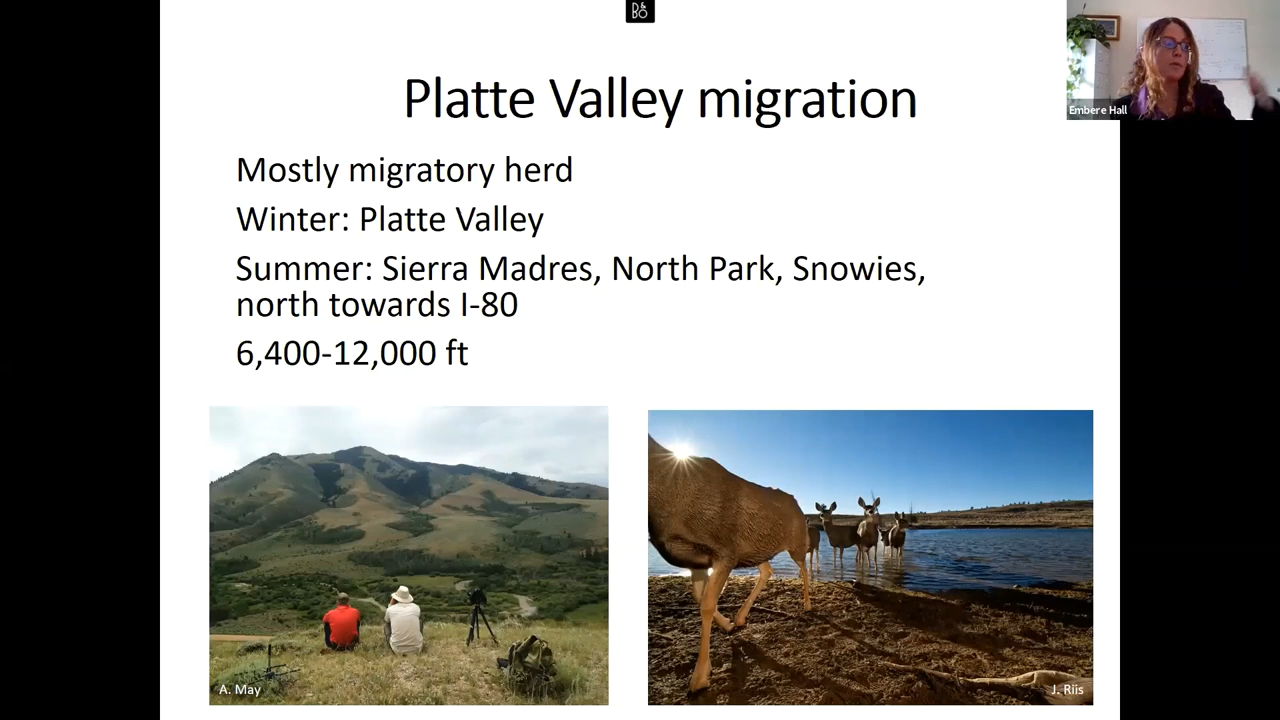 B&BO
Platte Valley migration
Embere Hall
Mostly migratory herd
Winter: Platte Valley
Summer: Sierra Madres, North Park, Snowies,
north towards I-80
6,400-12,000 ft
A. May
J. Riis